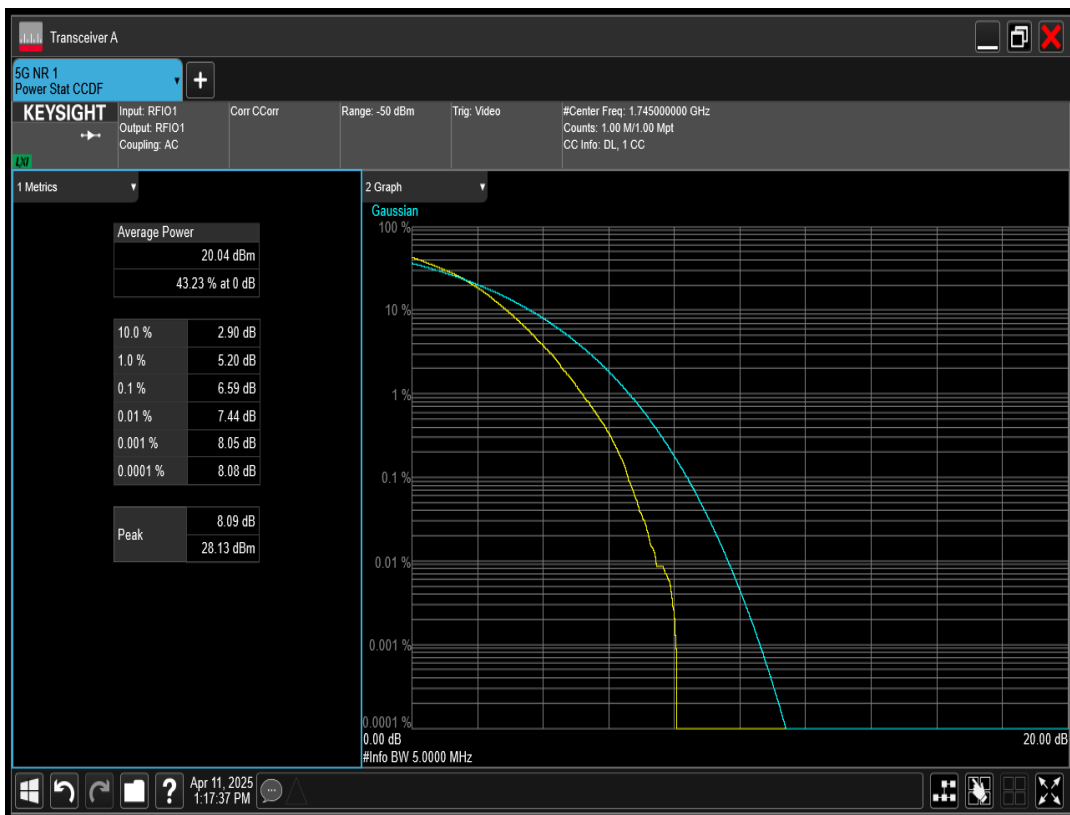 Transceiver A
5G NR 1
Power Stat CCDF
+
KEYSIGHT
LXI
Input: RFIO1
Output: RFIO1
Coupling: AC
Corr CCorr
Range: -50 dBm
Trig: Video
#Center Freq: 1.745000000 GHz
Counts: 1.00 M/1.00 Mpt
CC Info: DL, 1 CC
1 Metrics
Average Power
20.04 dBm
43.23 % at 0 dB
10.0 % 2.90 dB
1.0 % 5.20 dB
0.1 % 6.59 dB
0.01 % 7.44 dB
0.001 % 8.05 dB
0.0001 % 8.08 dB
Peak
8.09 dB
28.13 dBm
2 Graph
Gaussian
100 %
10 %
1 %
0.1 %
0.01 %
0.001 %
0.0001 %
0.00 dB 20.00 dB
#Info BW 5.0000 MHz
?
Apr 11, 2025
1:17:37 PM